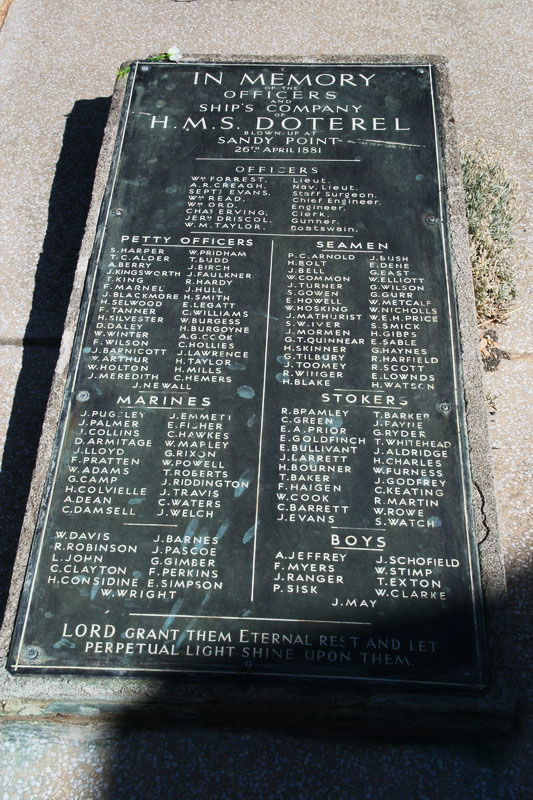 IN MEMORY
OF THE
OFFICERS
AND
SHIP'S COMPANY
OF
H.M.S. DOTEREL
BLOWN-UP AT
SANDY POINT
26TH APRIL 1881
OFFICERS
WM FORREST. Lieut.
A.R. CREAGH. Nav. Lieut.
SEPTS EVANS. Staff Surgeon.
WM READ. Chief Engineer.
WM ORD. Engineer.
CHAS ERVING. Clerk.
JERH DRISCOL. Gunner.
W.M. TAYLOR. Boatswain.
PETTY OFFICERS
S. HARPER W. PRIDHAM
T.C. ALDER T. BUDD
A. BERRY J. BIRCH
J. KINGSWORTH J. FAULKNER
T. KING R. HARDY
F. MARNEL J. HULL
J. BLACKMORE H. SMITH
H. SELWOOD E. LEGATT
F. TANNER C. WILLIAMS
H. SILVESTER W. BURGESS
D. DALEY H. BURGOYNE
W. WINTER A.G. COOK
F. WILSON C. HOLLIES
J. BARNICOTT J. LAWRENCE
W. ARTHUR H. TAYLOR
W. HOLTON H. MILLS
J. MEREDITH C. HEMERS
J. NEWALL
SEAMEN
P.C. ARNOLD J. BUSH
H. BOLT E. DENE
J. BELL G. EAST
W. COMMON W. ELLIOTT
J. TURNER G. WILSON
S. GOWEN G. GURR
E. HOWELL W. METCALF
W. HOSKING W. NICHOLLS
J. MATHURIST W.E.H. PRICE
S.W. IVER S. SMICK
J. MORMEN H. GIBPS
G.T. QUINNEAR E. SABLE
H. SKINNER G. HAYNES
G. TILBURY R. HARFIELD
J. TOOMEY R. SCOTT
R. WINGER E. LOWNDS
H. BLAKE H. WATSON
MARINES
J. PUGSLEY J. EMMETT
J. PALMER E. FISHER
J. COLLINS C. HAWKES
D. ARMITAGE W. MAPLEY
J. LLOYD G. RIXON
F. PRATTEN W. POWELL
W. ADAMS T. ROBERTS
G. CAMP J. RIDDINGTON
H. COLVIELLE J. TRAVIS
A. DEAN C. WATERS
C. DAMSELL J. WELCH
W. DAVIS J. BARNES
R. ROBINSON J. PASCOE
L. JOHN G. GIMBER
C. CLAYTON F. PERKINS
H. CONSIDINE E. SIMPSON
W. WRIGHT
STOKERS
R. BPAMLEY T. BARKER
C. GREEN J. PAYNE
E.A. PRIOR G. RYDER
E. GOLDFINCH T. WHITEHEAD
E. BULLIVANT J. ALDRIDGE
J. LARRETT H. CHARLES
H. BOURNER W. FURNESS
T. BAKER J. GODFREY
F. HAIGEN C. KEATING
W. COOK R. MARTIN
C. BARRETT W. ROWE
J. EVANS S. WATCH
BOYS
A. JEFFREY J. SCHOFIELD
F. MYERS W. STIMP
J. RANGER T. EXTON
P. SISK W. CLARKE
J. MAY
LORD GRANT THEM ETERNAL REST AND LET
PERPETUAL LIGHT SHINE UPON THEM.